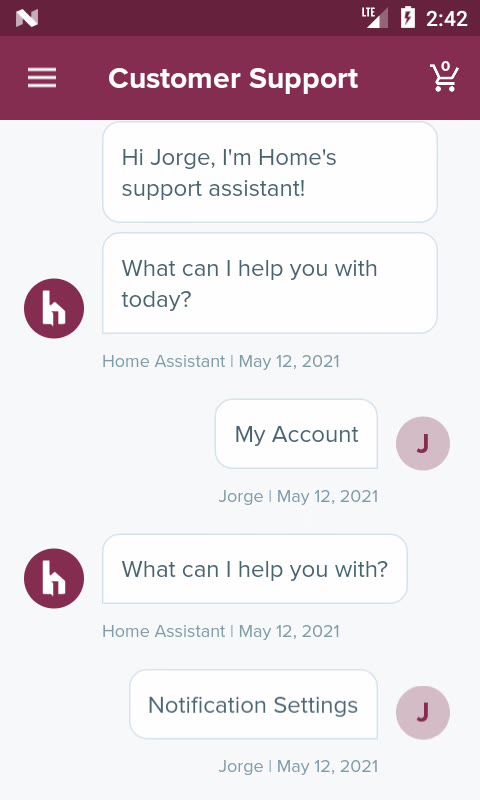 LTE 2:42
Customer Support
0
Hi Jorge, I'm Home's
support assistant!
What can I help you with
today?
h
Home Assistant | May 12, 2021
My Account
J
Jorge | May 12, 2021
What can I help you with?
h
Home Assistant | May 12, 2021
Notification Settings
J
Jorge | May 12, 2021